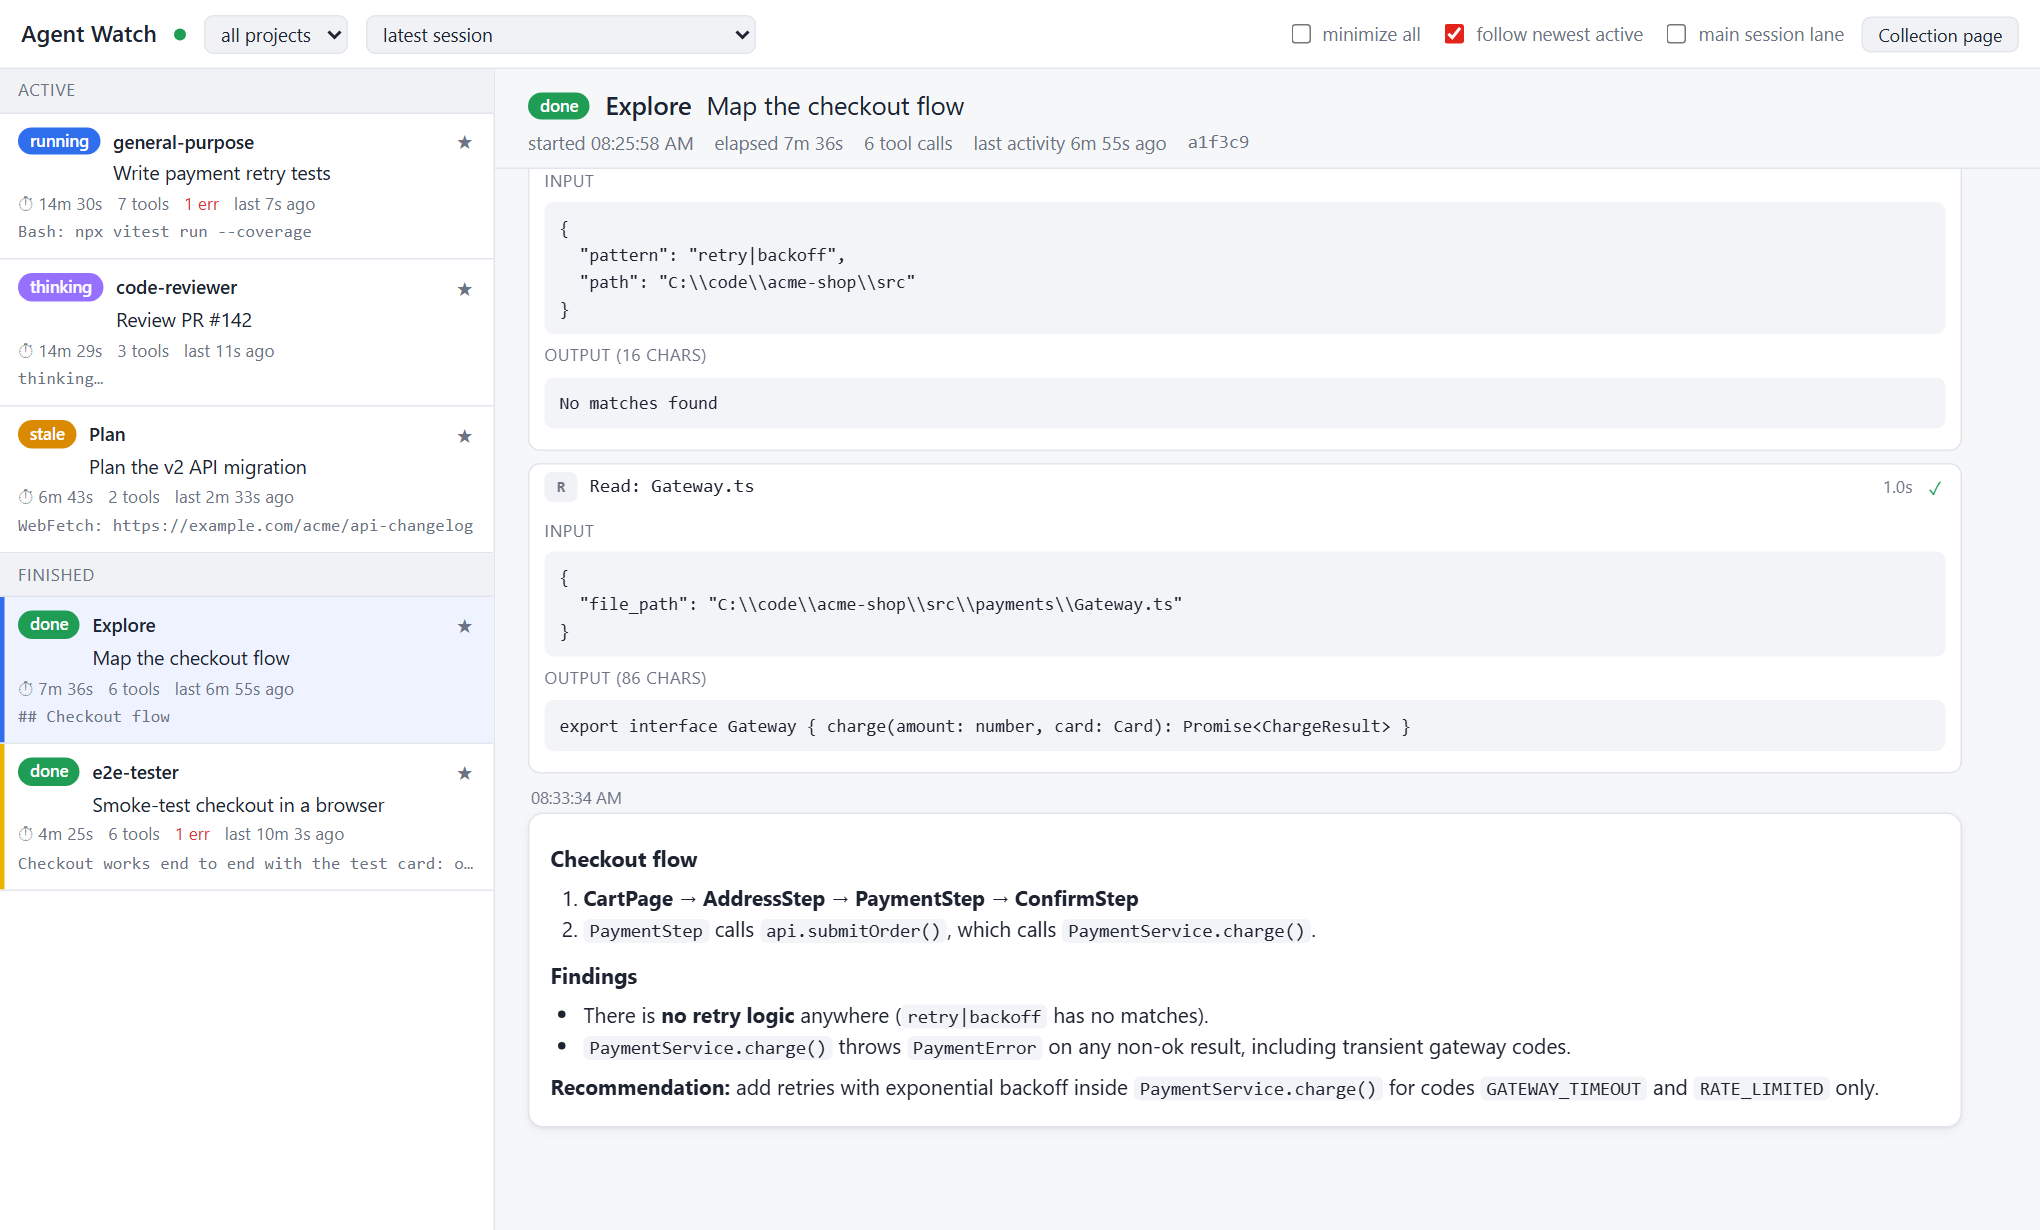 Agent Watch all projects latest session minimize all follow newest active main session lane Collection page
ACTIVE
running general-purpose ★
Write payment retry tests
⏱ 14m 30s 7 tools 1 err last 7s ago
Bash: npx vitest run --coverage
thinking code-reviewer ★
Review PR #142
⏱ 14m 29s 3 tools last 11s ago
thinking…
stale Plan ★
Plan the v2 API migration
⏱ 6m 43s 2 tools last 2m 33s ago
WebFetch: https://example.com/acme/api-changelog
FINISHED
done Explore ★
Map the checkout flow
⏱ 7m 36s 6 tools last 6m 55s ago
## Checkout flow
done e2e-tester ★
Smoke-test checkout in a browser
⏱ 4m 25s 6 tools 1 err last 10m 3s ago
Checkout works end to end with the test card: o…
done Explore Map the checkout flow
started 08:25:58 AM elapsed 7m 36s 6 tool calls last activity 6m 55s ago a1f3c9
INPUT
{
"pattern": "retry|backoff",
"path": "C:\\code\\acme-shop\\src"
}
OUTPUT (16 CHARS)
No matches found
R Read: Gateway.ts 1.0s ✓
INPUT
{
"file_path": "C:\\code\\acme-shop\\src\\payments\\Gateway.ts"
}
OUTPUT (86 CHARS)
export interface Gateway { charge(amount: number, card: Card): Promise<ChargeResult> }
08:33:34 AM
Checkout flow
1. CartPage → AddressStep → PaymentStep → ConfirmStep
2. PaymentStep calls api.submitOrder(), which calls PaymentService.charge().
Findings
• There is no retry logic anywhere (retry|backoff has no matches).
• PaymentService.charge() throws PaymentError on any non-ok result, including transient gateway codes.
Recommendation: add retries with exponential backoff inside PaymentService.charge() for codes GATEWAY_TIMEOUT and RATE_LIMITED only.